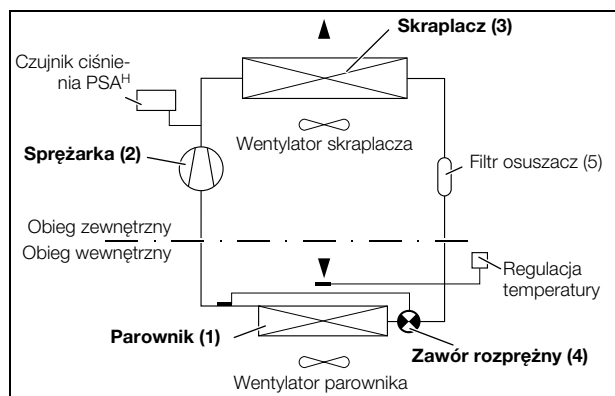 Skraplacz (3)
Czujnik ciśnie-
nia PSAᴴ
Wentylator skraplacza
Sprężarka (2)
Filtr osuszacz (5)
Obieg zewnętrzny
Obieg wewnętrzny
Regulacja
temperatury
Parownik (1)
Zawór rozprężny (4)
Wentylator parownika